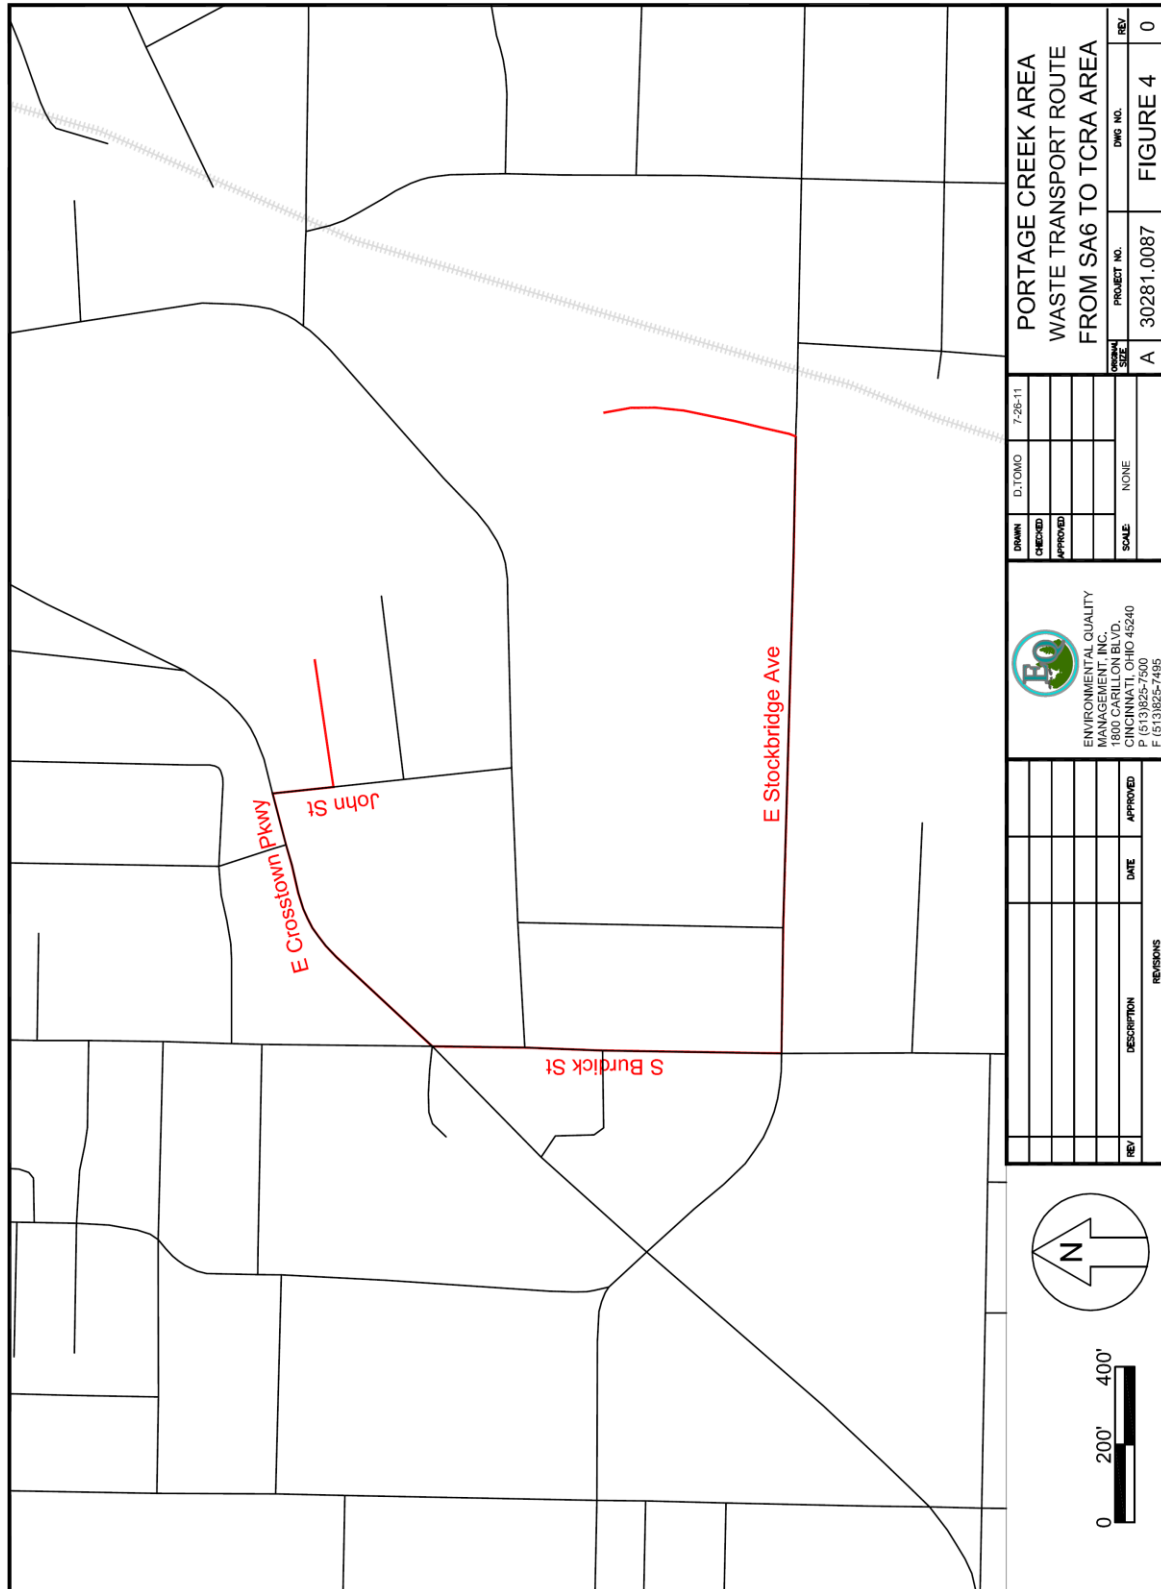 E Crosstown Pkwy
John St
S Burdick St
E Stockbridge Ave
0 200' 400'
N
REV DESCRIPTION DATE APPROVED
REVISIONS
EQ
ENVIRONMENTAL QUALITY
MANAGEMENT, INC.
1800 CARILLON BLVD.
CINCINNATI, OHIO 45240
P (513)825-7500
F (513)825-7495
DRAWN D.TOMO 7-26-11
CHECKED
APPROVED
SCALE: NONE
PORTAGE CREEK AREA
WASTE TRANSPORT ROUTE
FROM SA6 TO TCRA AREA
ORIGINAL SIZE PROJECT NO. DWG NO. REV
A 30281.0087 FIGURE 4 0